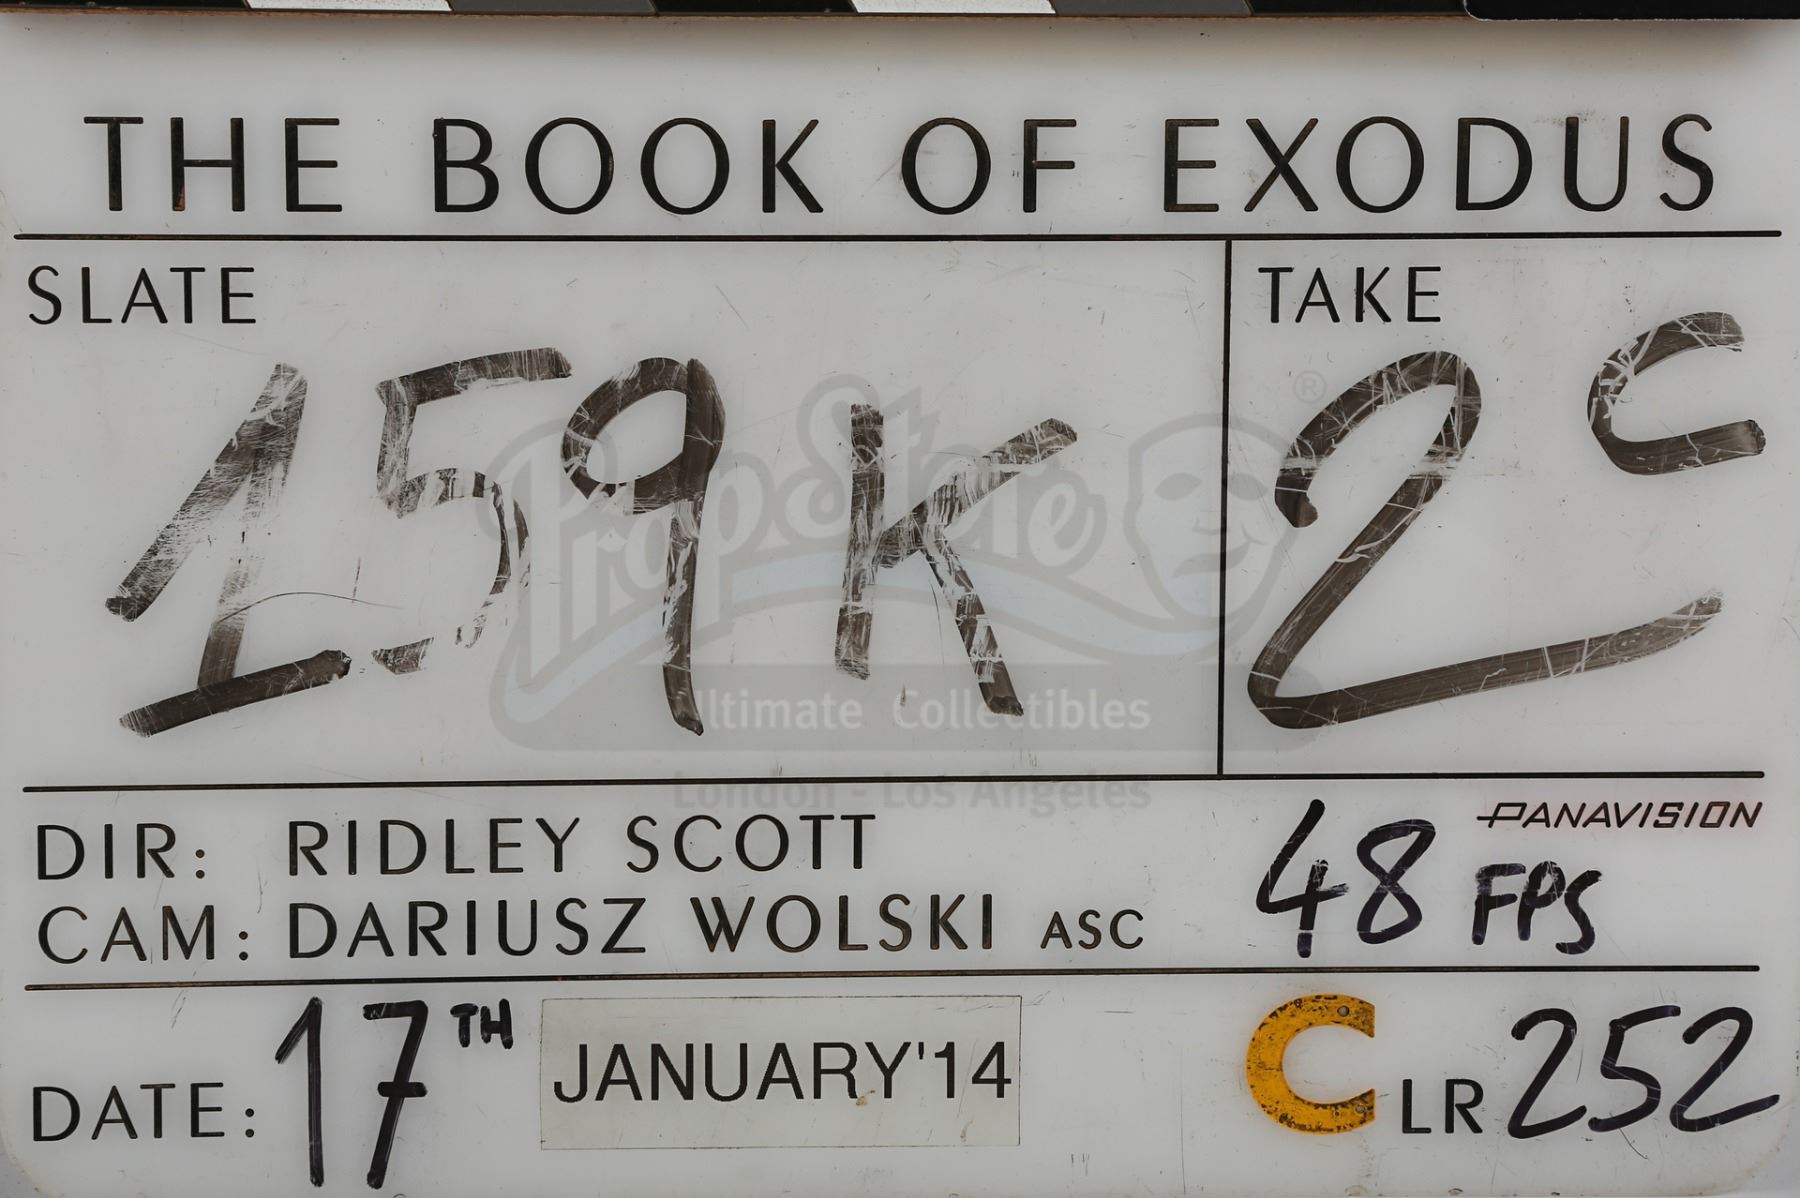 THE BOOK OF EXODUS
SLATE
TAKE
159K
2C
DIR: RIDLEY SCOTT
CAM: DARIUSZ WOLSKI ASC
PANAVISION
48 FPS
DATE: 17TH JANUARY'14
C LR 252
Prop Store®
Ultimate Collectibles
London - Los Angeles